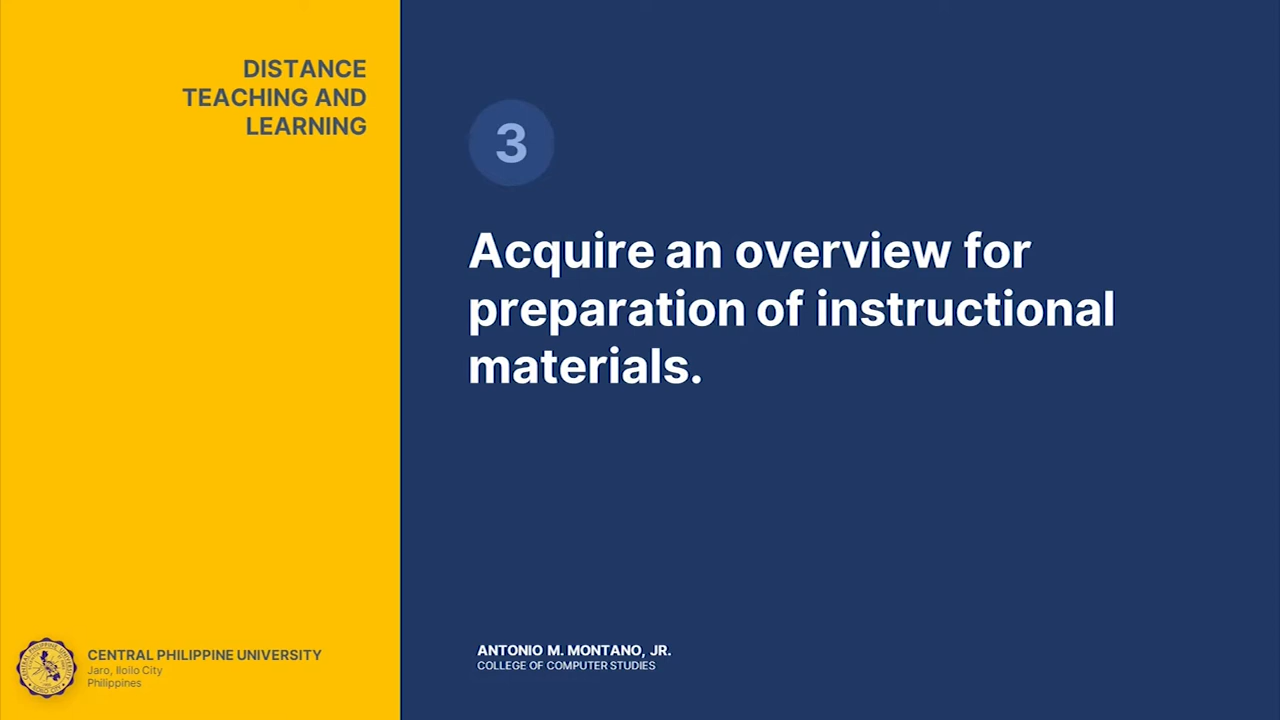 DISTANCE
TEACHING AND
LEARNING
3
Acquire an overview for
preparation of instructional
materials.
CENTRAL PHILIPPINE UNIVERSITY
Jaro, Iloilo City
Philippines
ANTONIO M. MONTANO, JR.
COLLEGE OF COMPUTER STUDIES